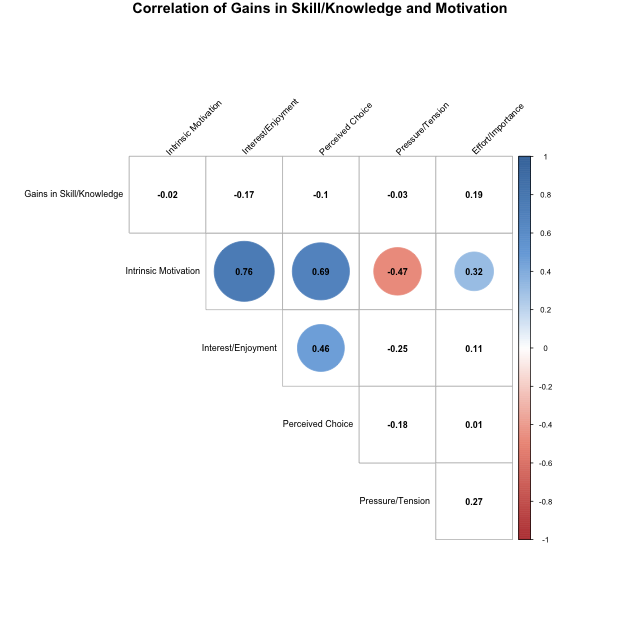 Correlation of Gains in Skill/Knowledge and Motivation
Intrinsic Motivation
Interest/Enjoyment
Perceived Choice
Pressure/Tension
Effort/Importance
Gains in Skill/Knowledge -0.02 -0.17 -0.1 -0.03 0.19
Intrinsic Motivation 0.76 0.69 -0.47 0.32
Interest/Enjoyment 0.46 -0.25 0.11
Perceived Choice -0.18 0.01
Pressure/Tension 0.27
1
0.8
0.6
0.4
0.2
0
-0.2
-0.4
-0.6
-0.8
-1